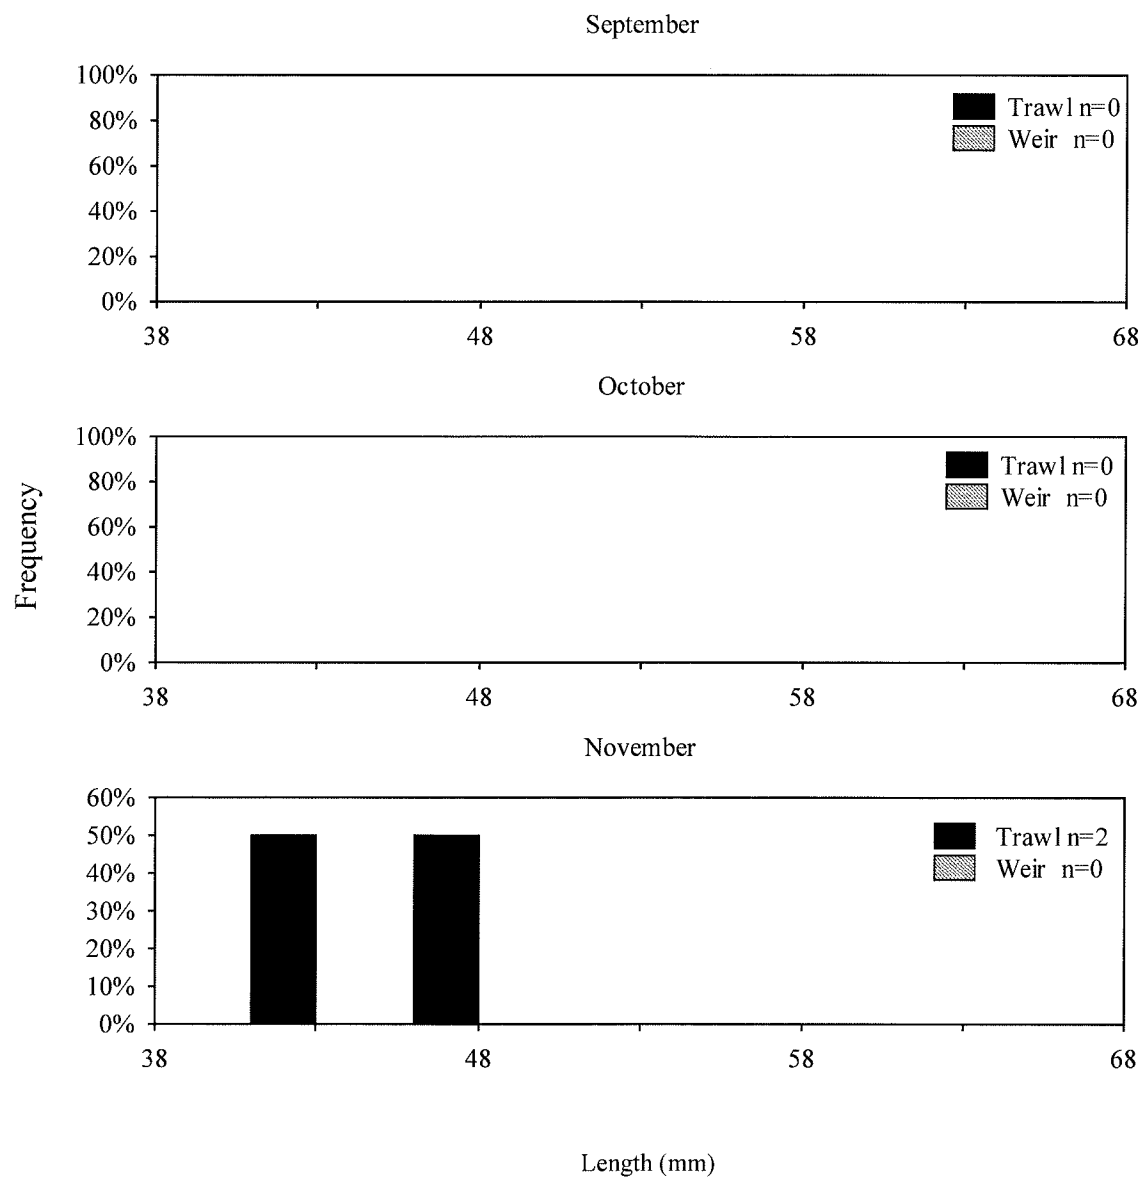 September
100%
80%
60%
40%
20%
0%
Trawl n=0
Weir n=0
38 48 58 68
October
100%
80%
60%
40%
20%
0%
Trawl n=0
Weir n=0
38 48 58 68
Frequency
November
60%
50%
40%
30%
20%
10%
0%
Trawl n=2
Weir n=0
38 48 58 68
Length (mm)